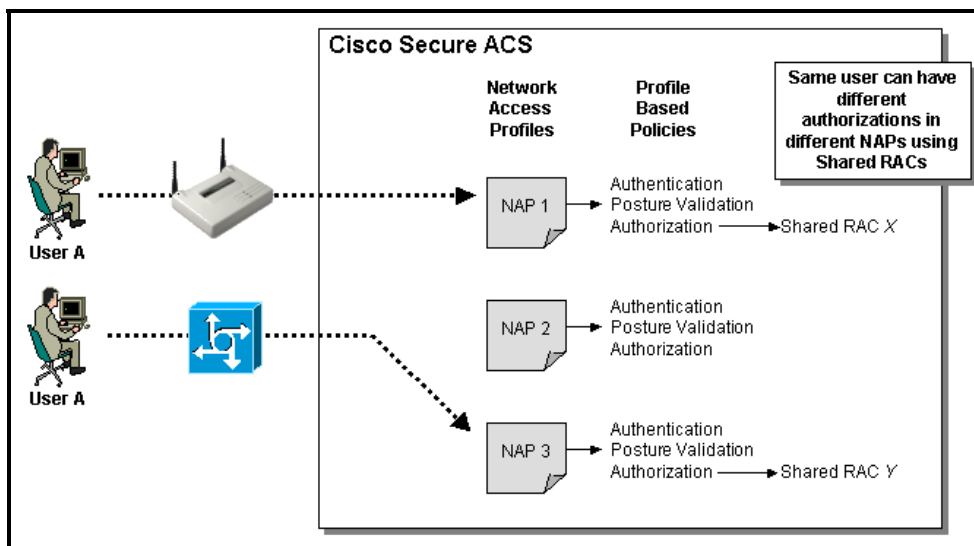 Cisco Secure ACS
Network
Access
Profiles
Profile
Based
Policies
Same user can have
different
authorizations in
different NAPs using
Shared RACs
User A
NAP 1
Authentication
Posture Validation
Authorization
Shared RAC X
NAP 2
Authentication
Posture Validation
Authorization
User A
NAP 3
Authentication
Posture Validation
Authorization
Shared RAC Y